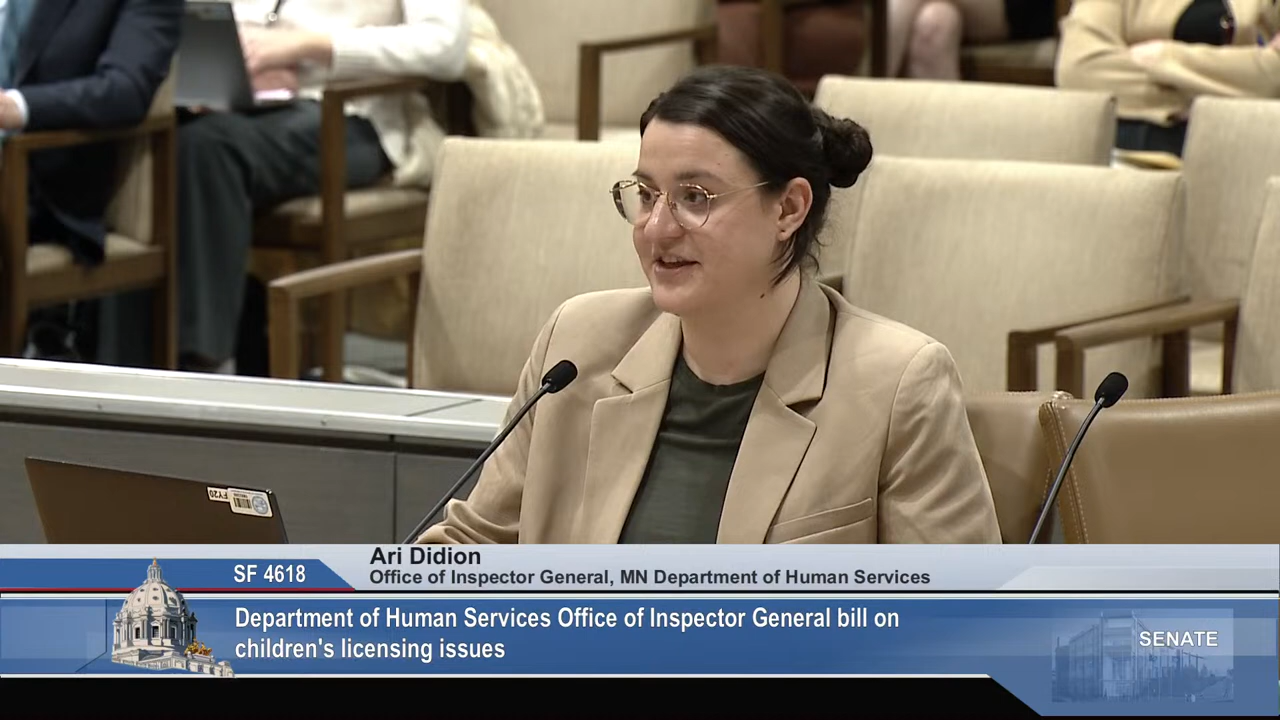 FY20
Ari Didion
SF 4618
Office of Inspector General, MN Department of Human Services
Department of Human Services Office of Inspector General bill on
children's licensing issues
SENATE